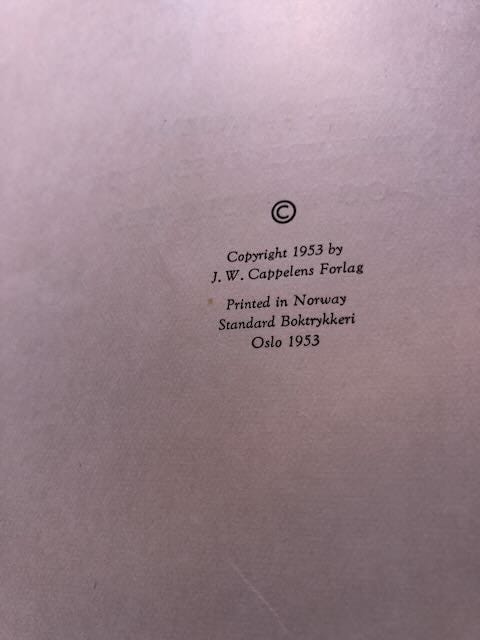 ©
Copyright 1953 by
J. W. Cappelens Forlag
Printed in Norway
Standard Boktrykkeri
Oslo 1953